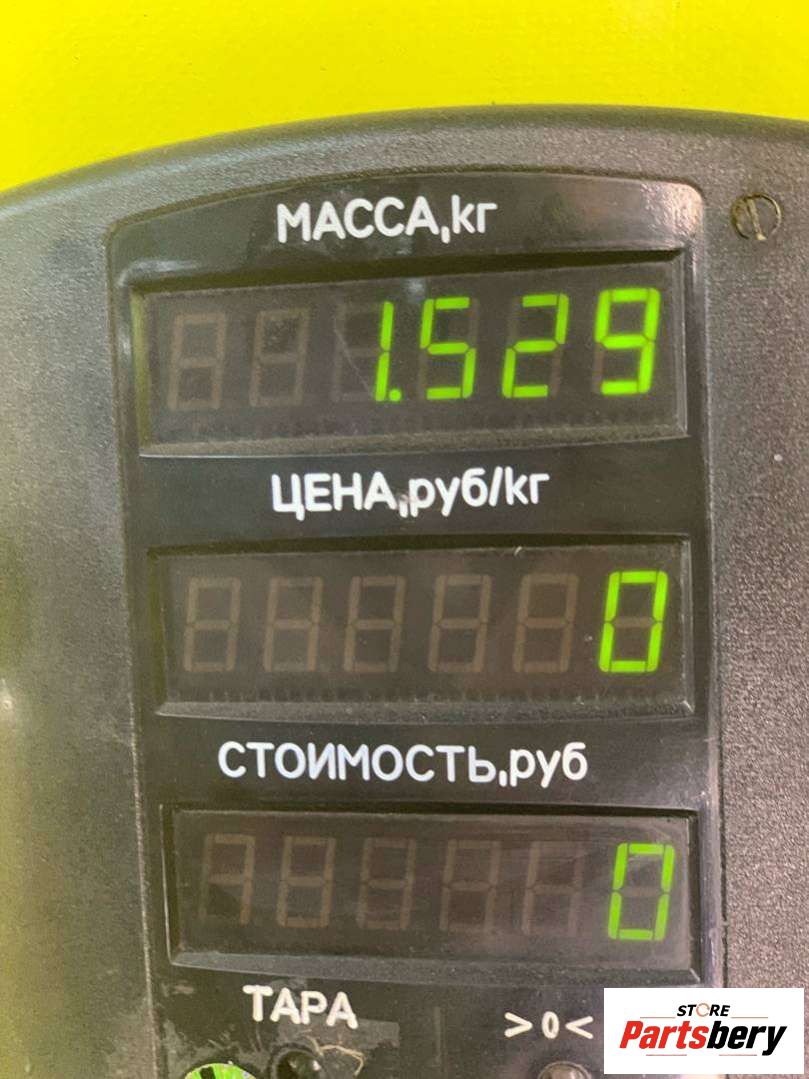 МАССА,кг
1.529
ЦЕНА,руб/кг
0
СТОИМОСТЬ,руб
0
ТАРА
>0<
STORE
Partsbery